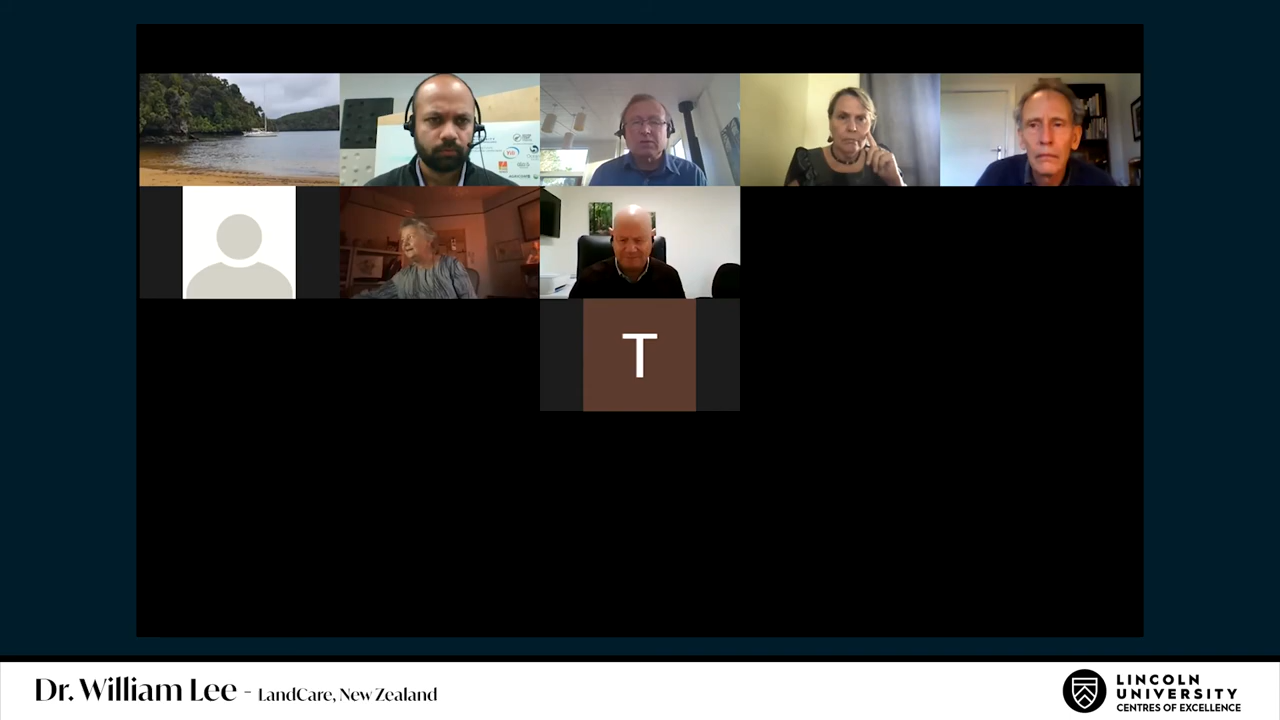 T
Dr. William Lee - LandCare, New Zealand
LINCOLN
UNIVERSITY
CENTRES OF EXCELLENCE